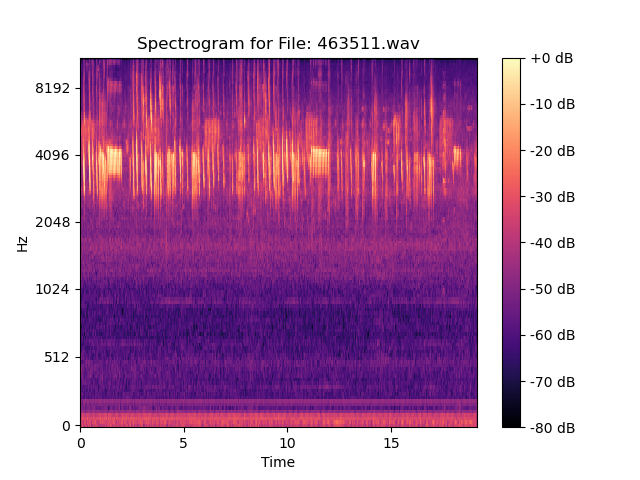 Spectrogram for File: 463511.wav
8192
4096
2048
1024
512
0
Hz
0
5
10
15
Time
+0 dB
-10 dB
-20 dB
-30 dB
-40 dB
-50 dB
-60 dB
-70 dB
-80 dB